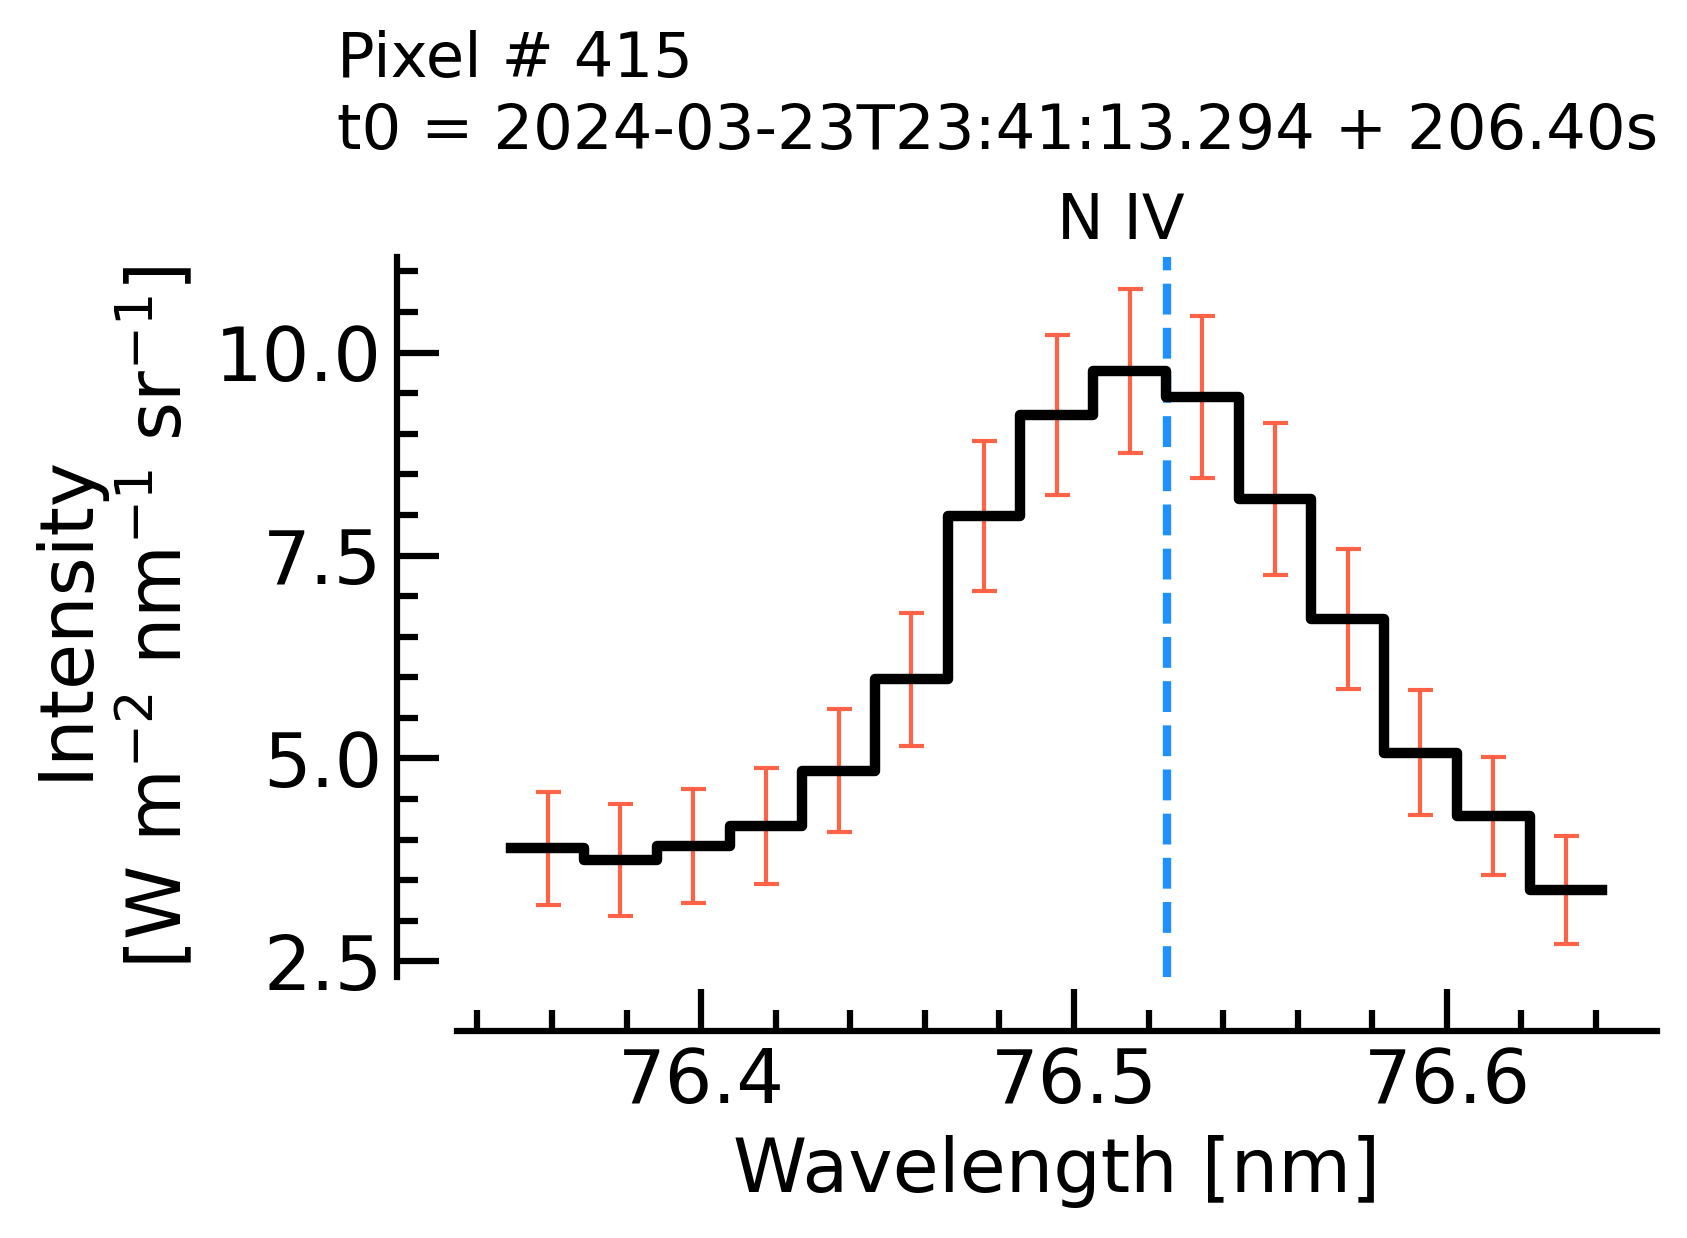 Pixel # 415
t0 = 2024-03-23T23:41:13.294 + 206.40s
N IV
Intensity
[W m⁻² nm⁻¹ sr⁻¹]
10.0
7.5
5.0
2.5
76.4 76.5 76.6
Wavelength [nm]